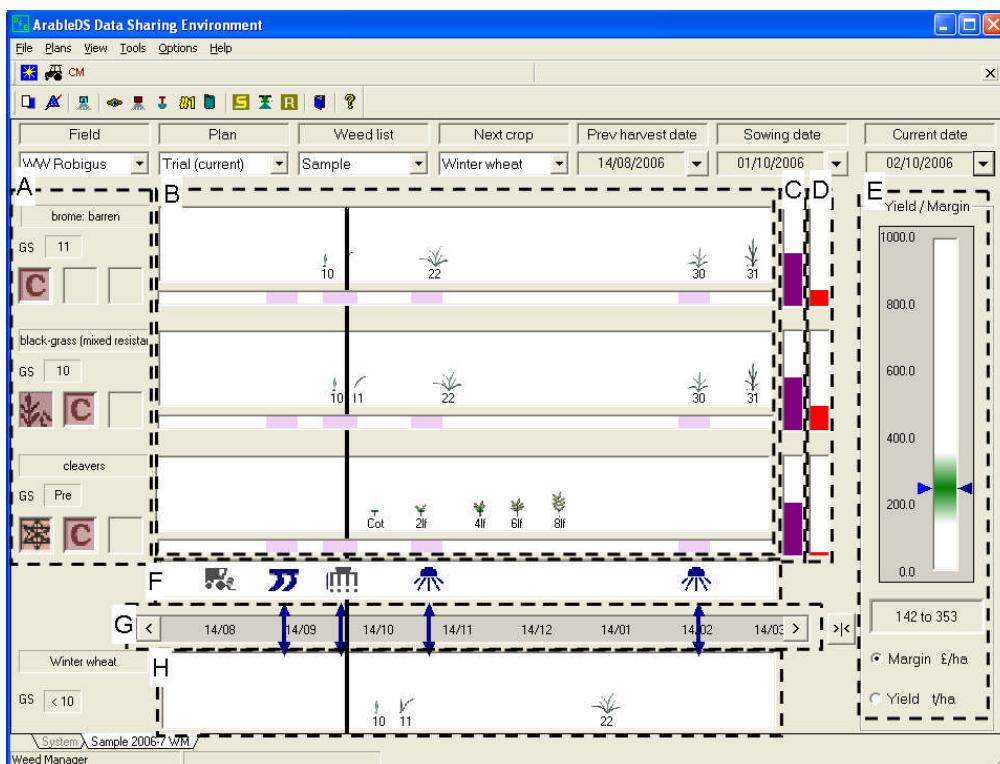 ArableDS Data Sharing Environment
File Plans View Tools Options Help
CM
Field Plan Weed list Next crop Prev harvest date Sowing date Current date
WW Robigus Trial (current) Sample Winter wheat 14/08/2006 01/10/2006 02/10/2006
A B C D E
brome: barren
GS 11
C
10 22 30 31
Yield / Margin
1000.0
800.0
600.0
400.0
200.0
0.0
black-grass (mixed resista
GS 10
C
10 11 22 30 31
cleavers
GS Pre
C
Cot 2lf 4lf 6lf 8lf
F
G < 14/08 14/09 14/10 14/11 14/12 14/01 14/02 14/03 > >|<
142 to 353
Margin £/ha
Yield t/ha
Winter wheat
H
GS < 10
10 11 22
System Sample 2006-7 WM
Weed Manager